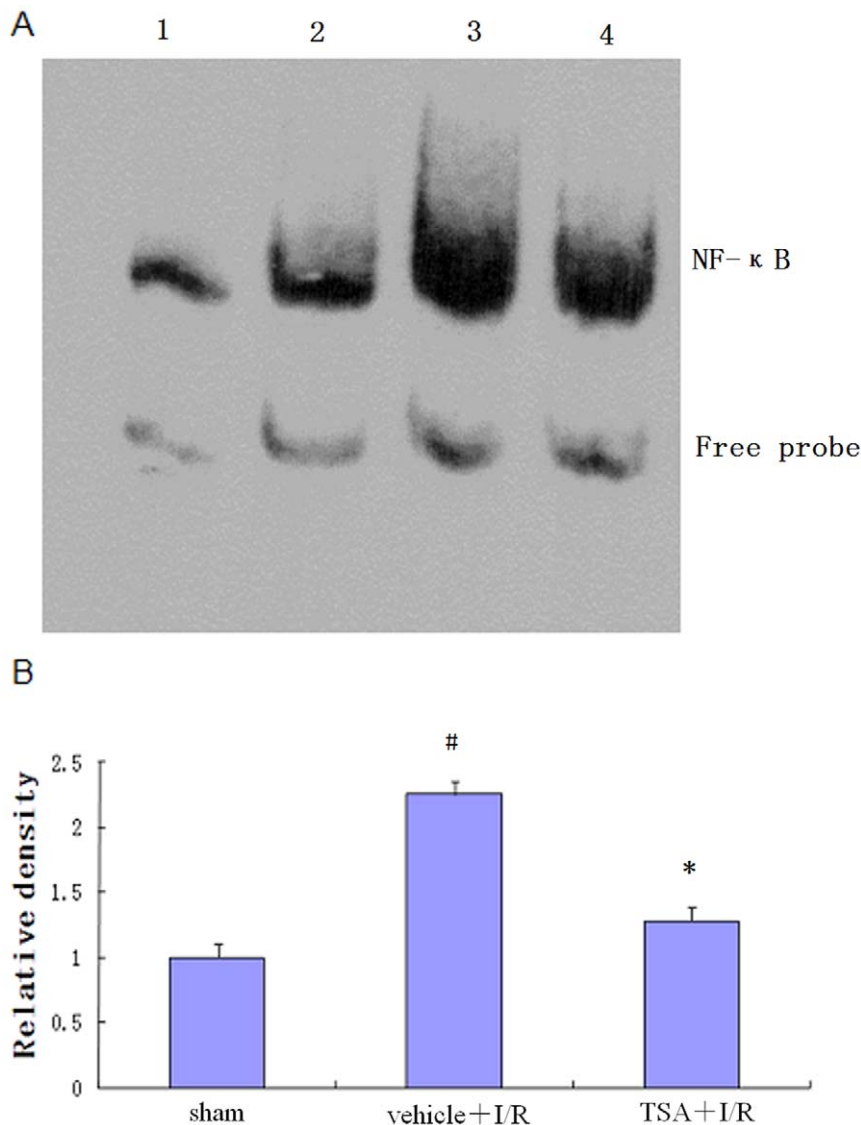 A
1 2 3 4
NF-κB
Free probe
B
Relative density
2.5
2
1.5
1
0.5
0
#
*
sham vehicle+I/R TSA+I/R